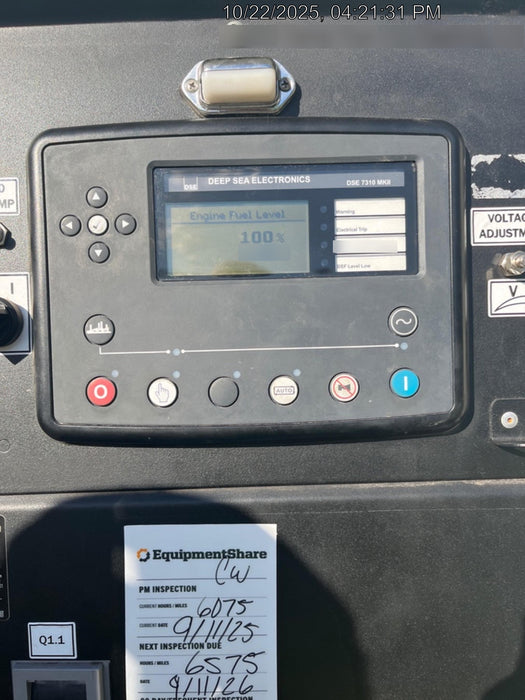 10/22/2025, 04:21:31 PM
DSE
DEEP SEA ELECTRONICS
DSE 7310 MKII
Engine Fuel Level
100 %
Warning
Electrical Trip
DEF Level Low
VOLTAG
ADJUSTM
V
I
O
AUTO
I
EquipmentShare
CW
PM INSPECTION
CURRENT HOURS / MILES 6075
CURRENT DATE 9/11/25
NEXT INSPECTION DUE
HOURS / MILES 6575
DATE 9/11/26
Q1.1